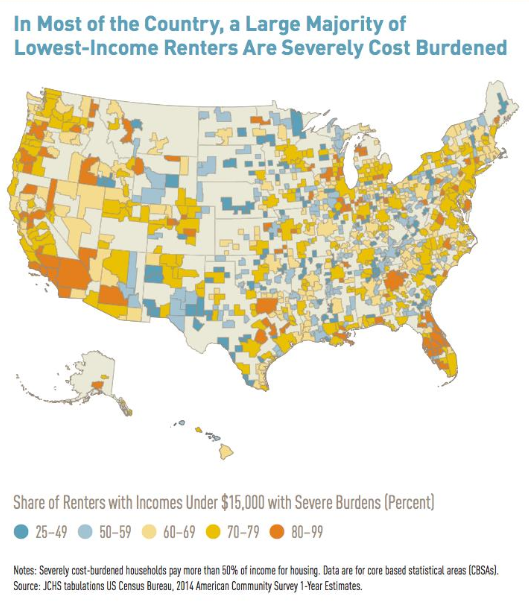 In Most of the Country, a Large Majority of
Lowest-Income Renters Are Severely Cost Burdened
Share of Renters with Incomes Under $15,000 with Severe Burdens (Percent)
25–49 50–59 60–69 70–79 80–99
Notes: Severely cost-burdened households pay more than 50% of income for housing. Data are for core based statistical areas (CBSAs).
Source: JCHS tabulations US Census Bureau, 2014 American Community Survey 1-Year Estimates.